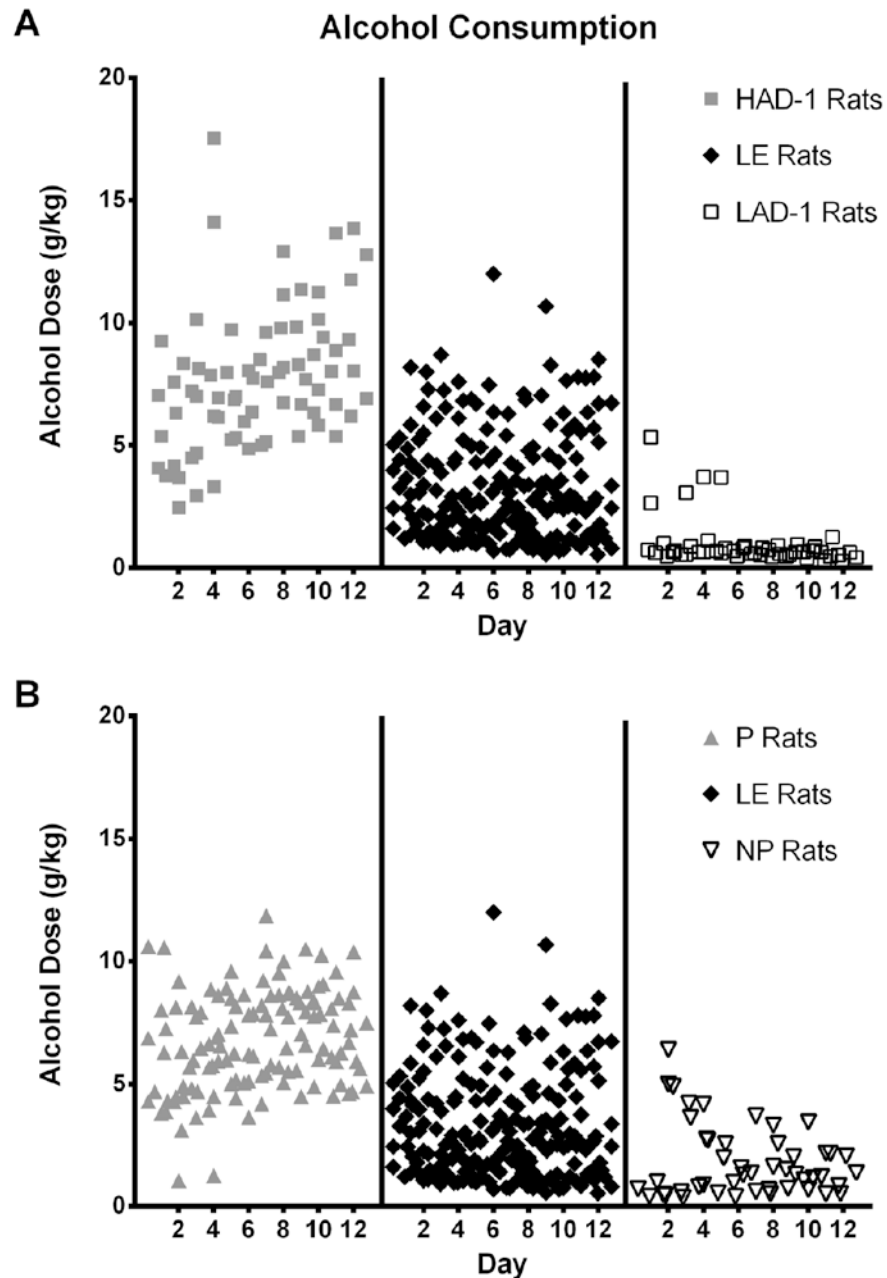 A
Alcohol Consumption
Alcohol Dose (g/kg)
20
15
10
5
0
HAD-1 Rats
LE Rats
LAD-1 Rats
2 4 6 8 10 12 2 4 6 8 10 12 2 4 6 8 10 12
Day
B
Alcohol Dose (g/kg)
20
15
10
5
0
P Rats
LE Rats
NP Rats
2 4 6 8 10 12 2 4 6 8 10 12 2 4 6 8 10 12
Day